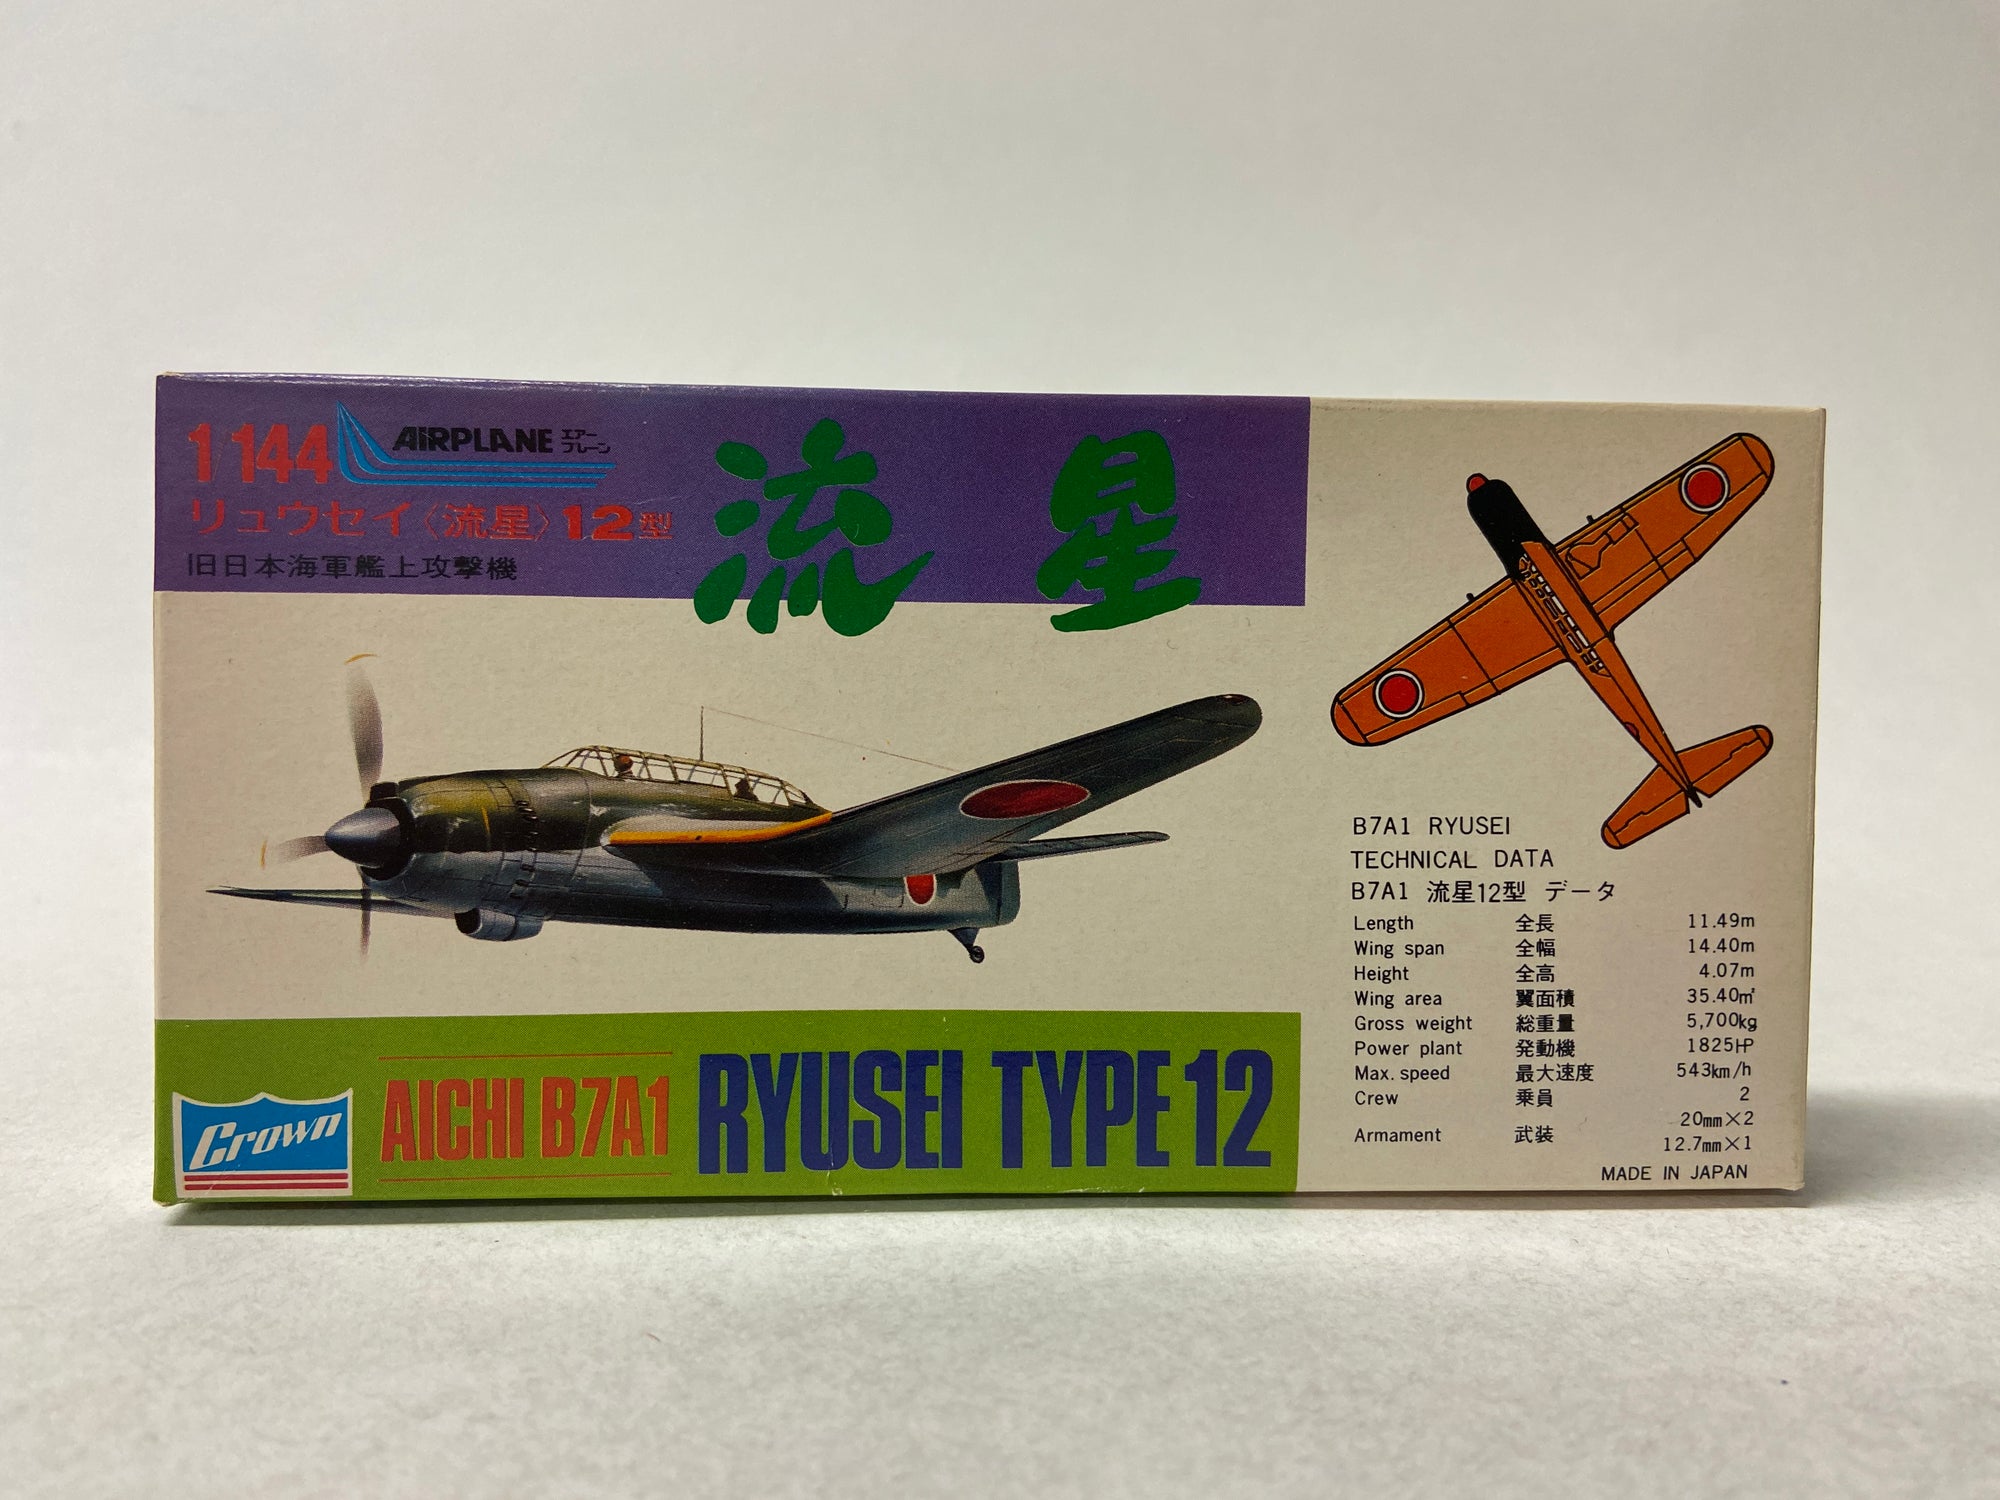 1/144 AIRPLANE エアープレーン
リュウセイ〈流星〉12型
旧日本海軍艦上攻撃機
流星
Crown
AICHI B7A1 RYUSEI TYPE 12
B7A1 RYUSEI
TECHNICAL DATA
B7A1 流星12型 データ
Length 全長 11.49m
Wing span 全幅 14.40m
Height 全高 4.07m
Wing area 翼面積 35.40㎡
Gross weight 総重量 5,700kg
Power plant 発動機 1825HP
Max. speed 最大速度 543km/h
Crew 乗員 2
Armament 武装 20mm×2
12.7mm×1
MADE IN JAPAN